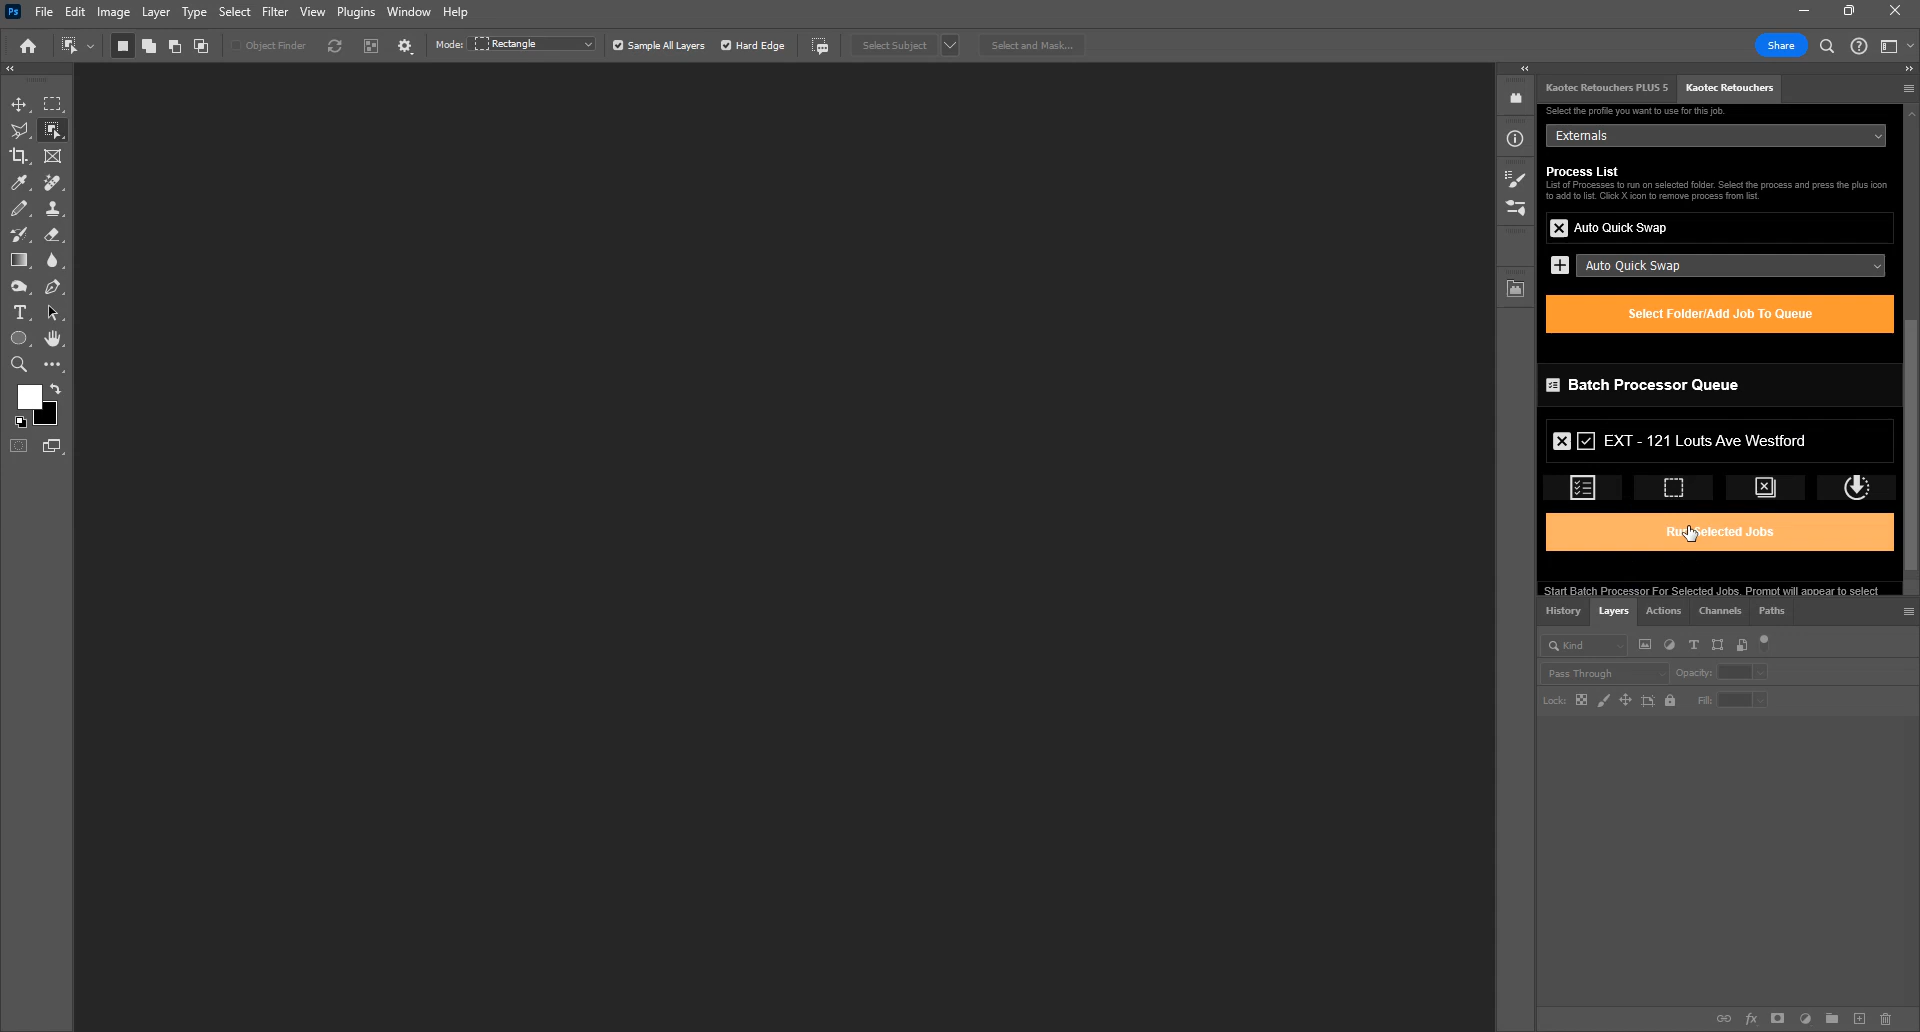 Ps File Edit Image Layer Type Select Filter View Plugins Window Help
Object Finder Mode: Rectangle Sample All Layers Hard Edge Select Subject Select and Mask... Share
Kaotec Retouchers PLUS 5 Kaotec Retouchers
Select the profile you want to use for this job.
Externals
Process List
List of Processes to run on selected folder. Select the process and press the plus icon
to add to list. Click X icon to remove process from list.
Auto Quick Swap
Auto Quick Swap
Select Folder/Add Job To Queue
Batch Processor Queue
EXT - 121 Louts Ave Westford
Selected Jobs
Start Batch Processor For Selected Jobs. Prompt will appear to select
History Layers Actions Channels Paths
Kind
Pass Through Opacity:
Lock: Fill:
fx